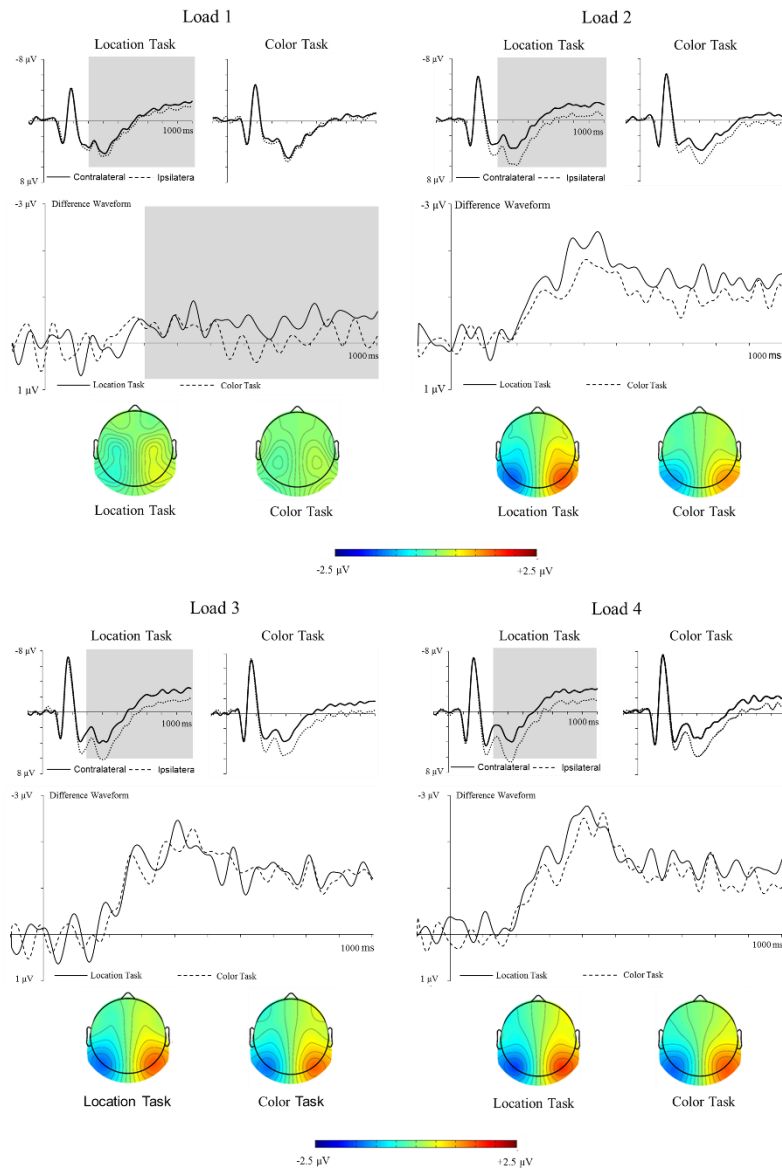 Load 1
Location Task
Color Task
-8 µV
1000 ms
8 µV
Contralateral
Ipsilatera
-3 µV
Difference Waveform
1000 ms
1 µV
Location Task
Color Task
Location Task
Color Task
Load 2
Location Task
Color Task
-8 µV
1000 ms
8 µV
Contralateral
Ipsilatera
-3 µV
Difference Waveform
1000 ms
1 µV
Location Task
Color Task
Location Task
Color Task
-2.5 µV
+2.5 µV
Load 3
Location Task
Color Task
-8 µV
1000 ms
8 µV
Contralateral
Ipsilatera
-3 µV
Difference Waveform
1000 ms
1 µV
Location Task
Color Task
Location Task
Color Task
Load 4
Location Task
Color Task
-8 µV
1000 ms
8 µV
Contralateral
Ipsilatera
-3 µV
Difference Waveform
1000 ms
1 µV
Location Task
Color Task
Location Task
Color Task
-2.5 µV
+2.5 µV